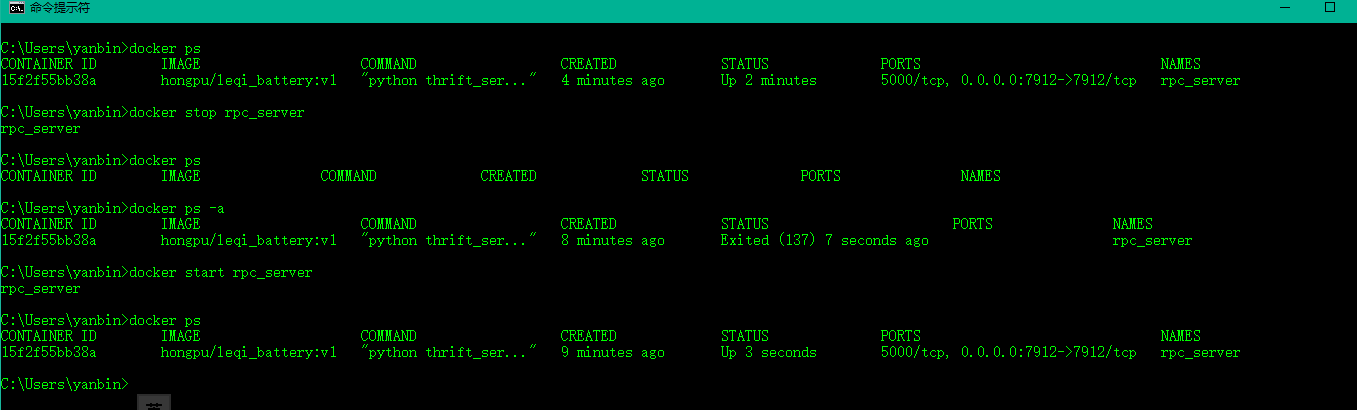 命令提示符
C:\Users\yanbin>docker ps
CONTAINER ID IMAGE COMMAND CREATED STATUS PORTS NAMES
15f2f55bb38a hongpu/leqi_battery:v1 "python thrift_ser..." 4 minutes ago Up 2 minutes 5000/tcp, 0.0.0.0:7912->7912/tcp rpc_server
C:\Users\yanbin>docker stop rpc_server
rpc_server
C:\Users\yanbin>docker ps
CONTAINER ID IMAGE COMMAND CREATED STATUS PORTS NAMES
C:\Users\yanbin>docker ps -a
CONTAINER ID IMAGE COMMAND CREATED STATUS PORTS NAMES
15f2f55bb38a hongpu/leqi_battery:v1 "python thrift_ser..." 8 minutes ago Exited (137) 7 seconds ago rpc_server
C:\Users\yanbin>docker start rpc_server
rpc_server
C:\Users\yanbin>docker ps
CONTAINER ID IMAGE COMMAND CREATED STATUS PORTS NAMES
15f2f55bb38a hongpu/leqi_battery:v1 "python thrift_ser..." 9 minutes ago Up 3 seconds 5000/tcp, 0.0.0.0:7912->7912/tcp rpc_server
C:\Users\yanbin>